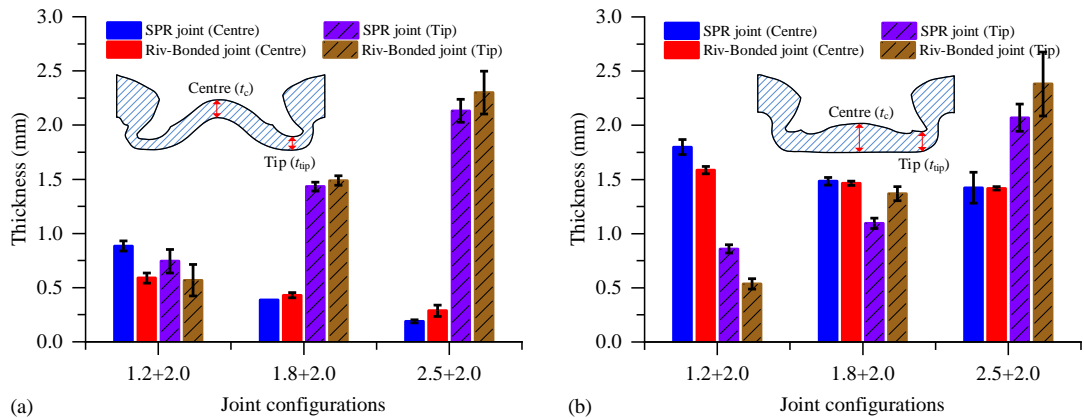 SPR joint (Centre) SPR joint (Tip)
Riv-Bonded joint (Centre) Riv-Bonded joint (Tip)
Centre (tc)
Tip (ttip)
Thickness (mm)
3.0
2.5
2.0
1.5
1.0
0.5
0.0
1.2+2.0 1.8+2.0 2.5+2.0
Joint configurations
(a)
SPR joint (Centre) SPR joint (Tip)
Riv-Bonded joint (Centre) Riv-Bonded joint (Tip)
Centre (tc)
Tip (ttip)
Thickness (mm)
3.0
2.5
2.0
1.5
1.0
0.5
0.0
1.2+2.0 1.8+2.0 2.5+2.0
Joint configurations
(b)